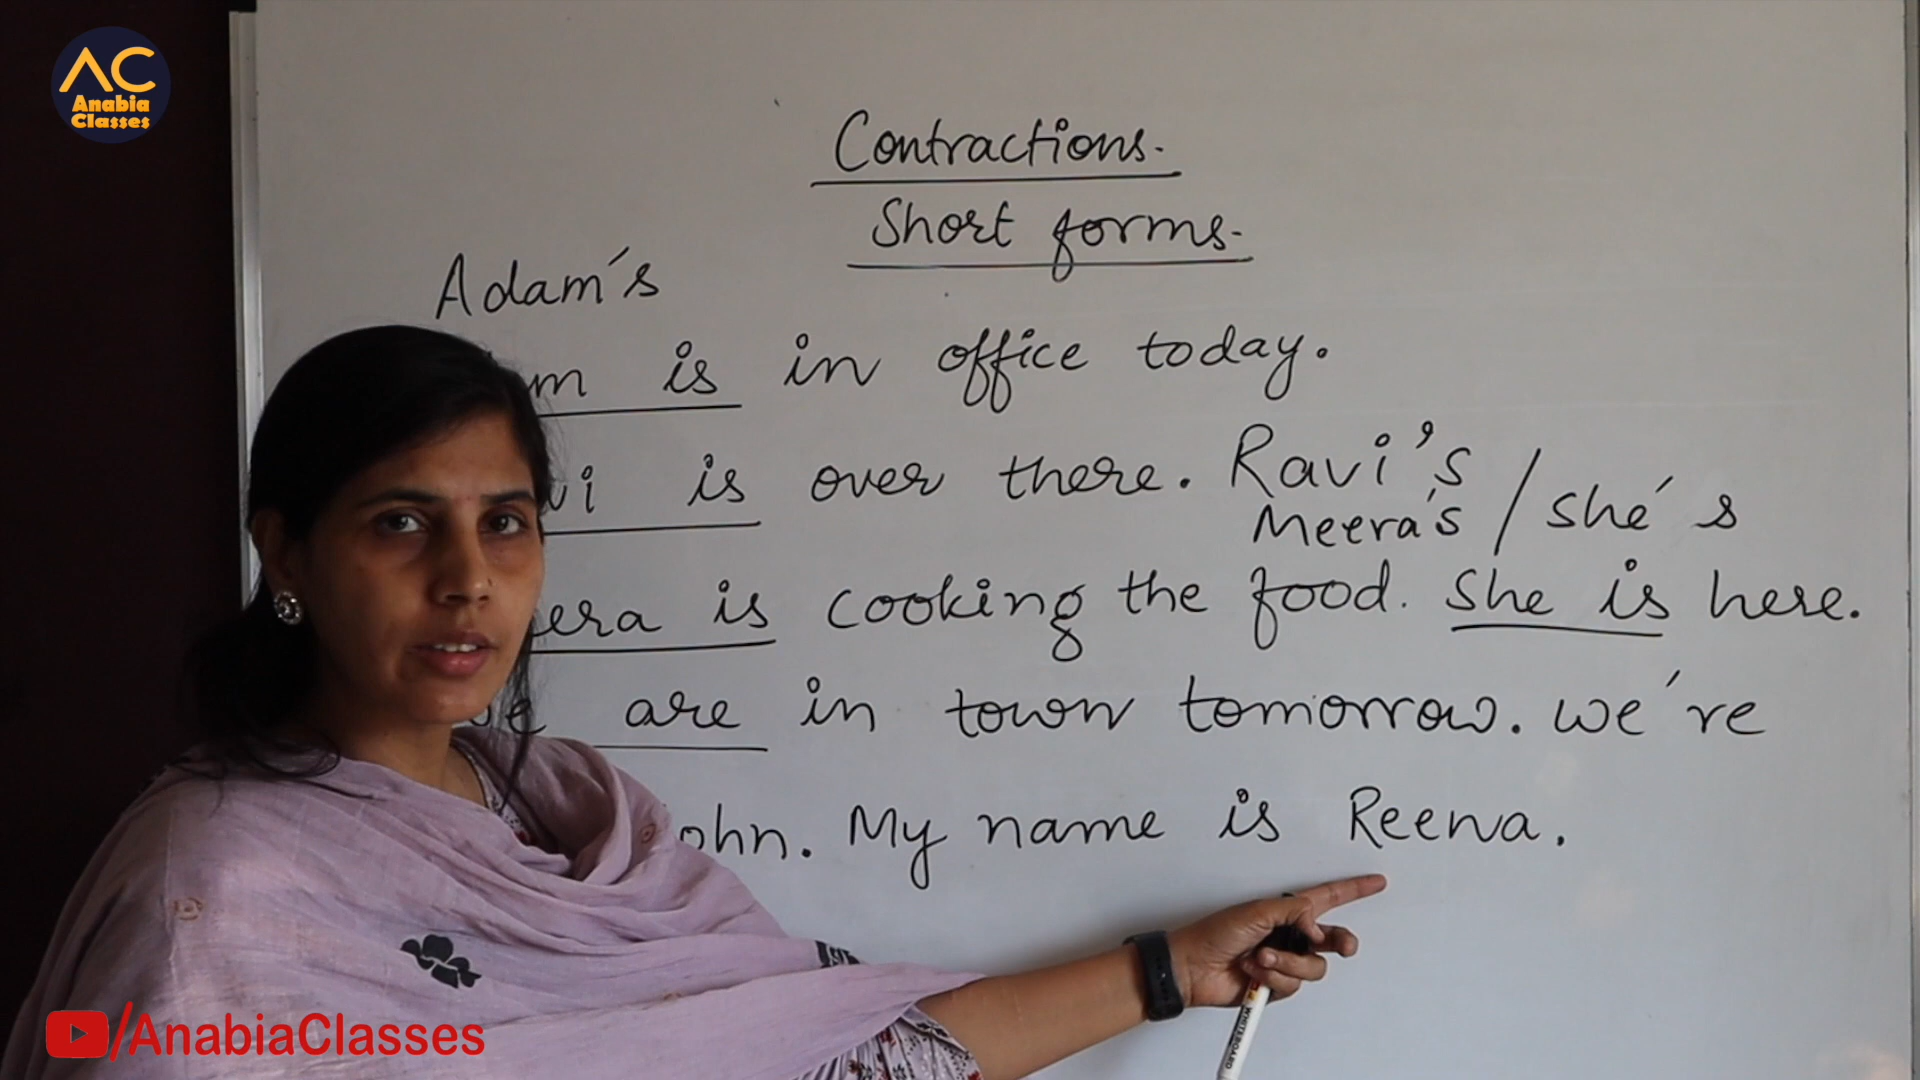 AC
Anabia
Classes
Contractions.
Short forms.
Adam's
is in office today.
is over there. Ravi's
Meera's / she's
is cooking the food. She is here.
are in town tomorrow. we're
My name is Reena.
WHITEBOARD
/AnabiaClasses